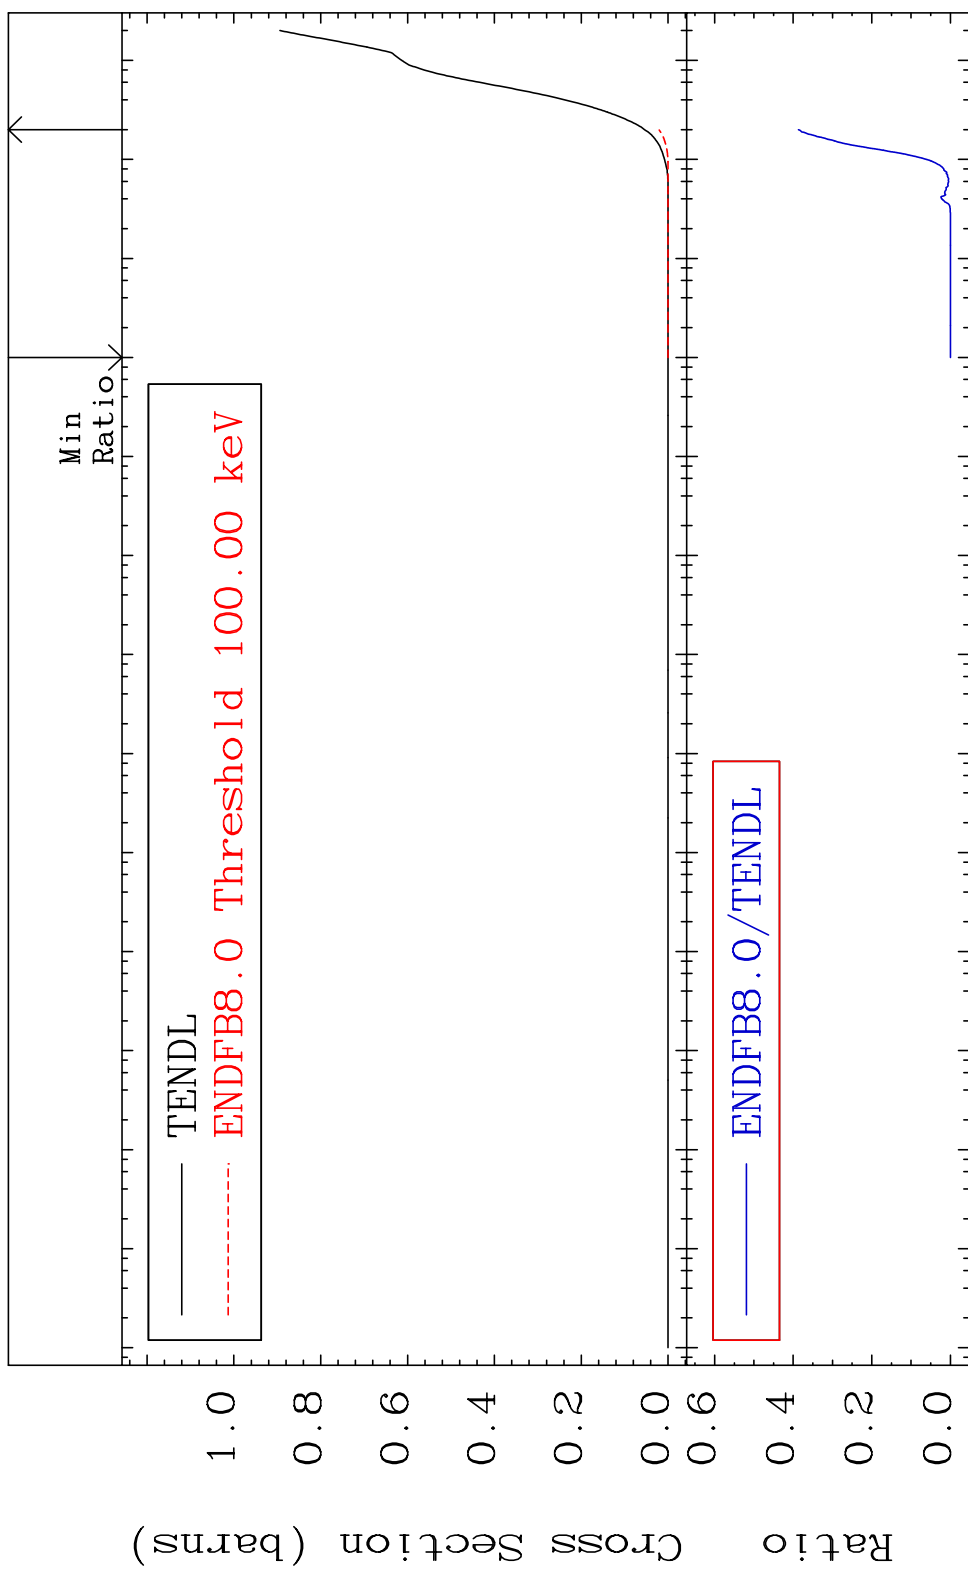 Min
Ratio
TENDL
ENDFB8.0 Threshold 100.00 keV
1.0
0.8
0.6
0.4
0.2
0.0
Cross Section (barns)
ENDFB8.0/TENDL
0.6
0.4
0.2
0.0
Ratio